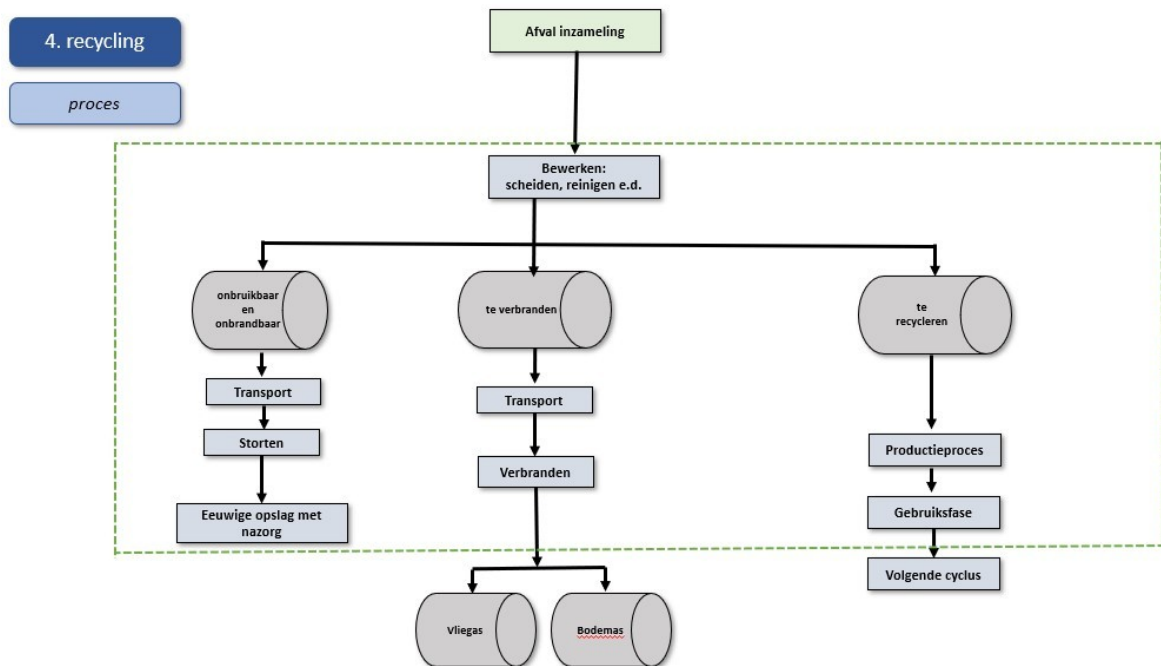 4. recycling
proces
Afval inzameling
Bewerken:
scheiden, reinigen e.d.
onbruikbaar
en
onbrandbaar
te verbranden
te
recycleren
Transport
Transport
Storten
Productieproces
Verbranden
Eeuwige opslag met
nazorg
Gebruiksfase
Volgende cyclus
Vliegas
Bodemas